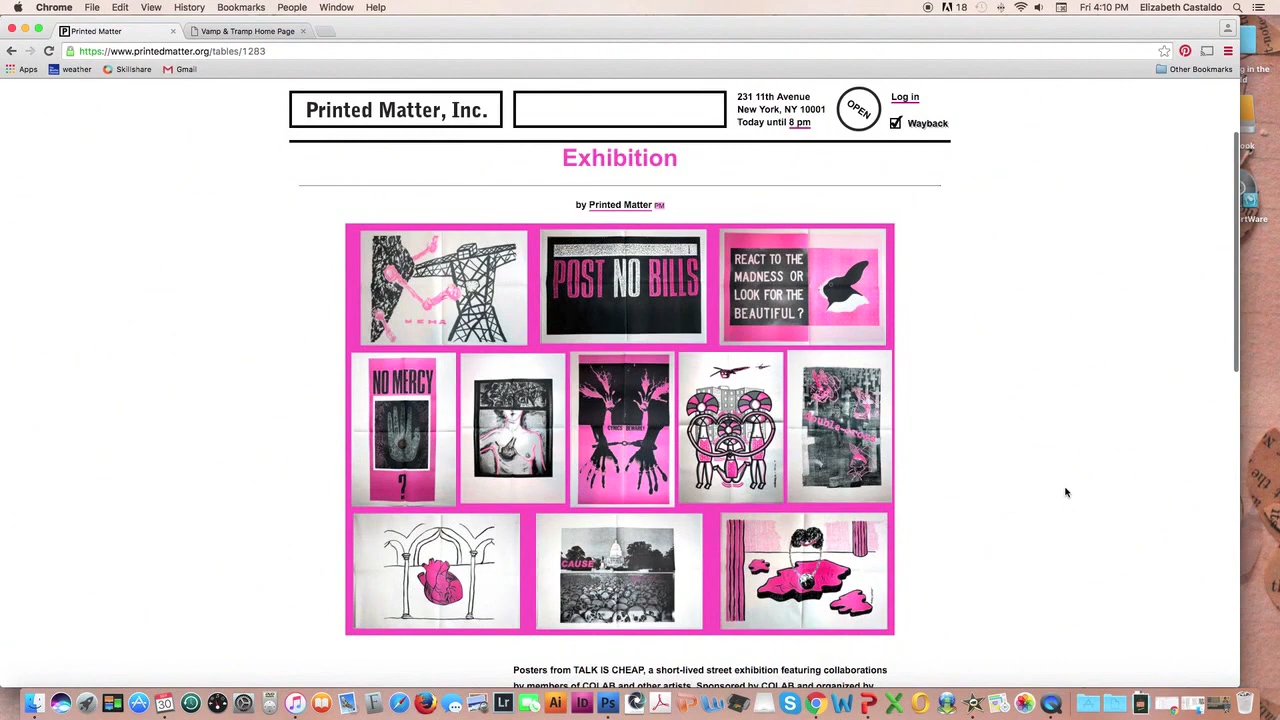 Chrome File Edit View History Bookmarks People Window Help
18 Fri 4:10 PM Elizabeth Castaldo
Printed Matter
Vamp & Tramp Home Page
https://www.printedmatter.org/tables/1283
Apps weather Skillshare Gmail Other Bookmarks
Printed Matter, Inc.
231 11th Avenue
New York, NY 10001
Today until 8 pm
OPEN
Log in
Wayback
Exhibition
by Printed Matter PM
POST NO BILLS
REACT TO THE
MADNESS OR
LOOK FOR THE
BEAUTIFUL?
NO MERCY
?
CAUSE
Posters from TALK IS CHEAP, a short-lived street exhibition featuring collaborations
by members of COLAB and other artists. Sponsored by COLAB and organized by